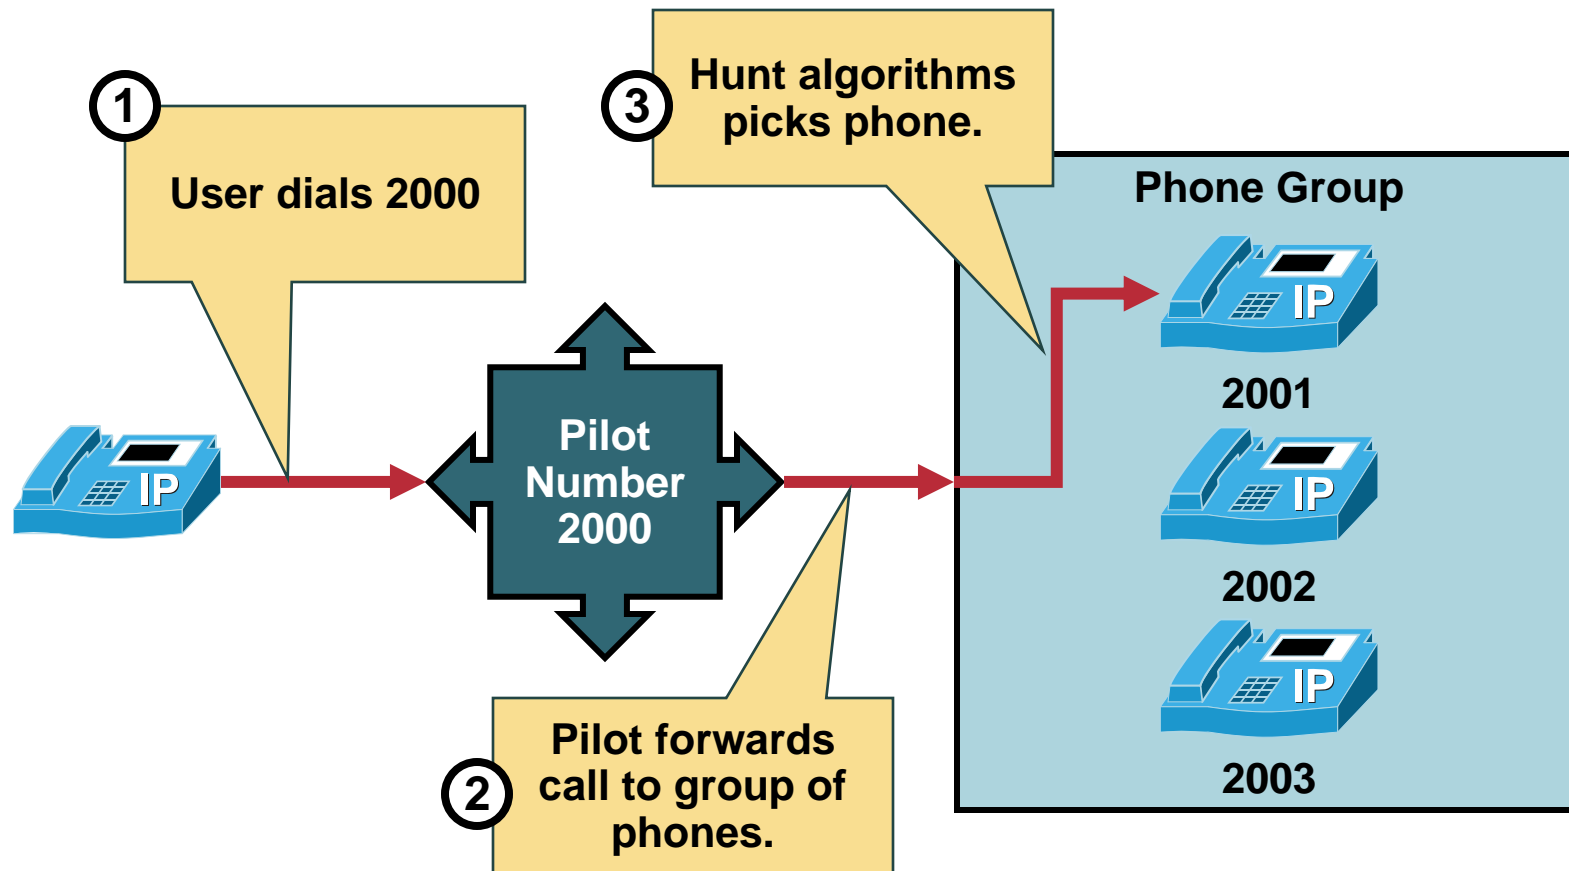 1
User dials 2000
3
Hunt algorithms
picks phone.
Phone Group
IP
2001
IP
2002
IP
2003
IP
Pilot
Number
2000
2
Pilot forwards
call to group of
phones.